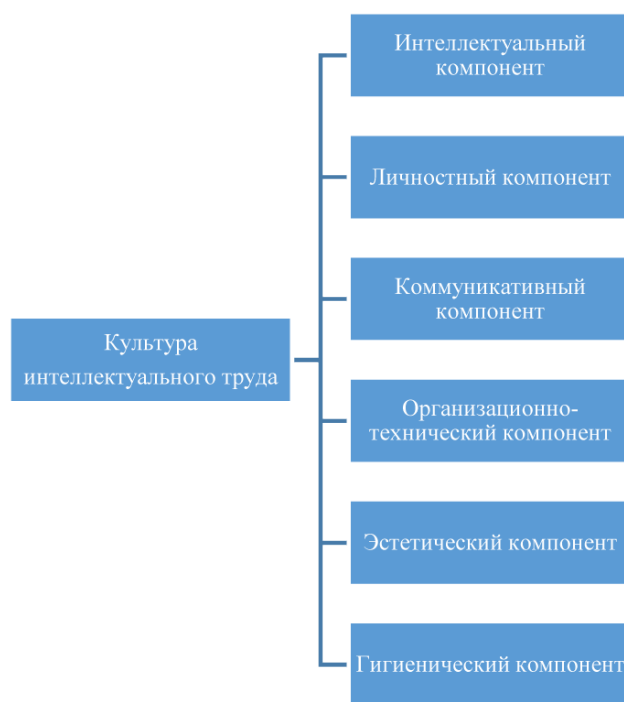 Интеллектуальный
компонент
Личностный компонент
Коммуникативный
компонент
Культура
интеллектуального труда
Организационно-
технический компонент
Эстетический компонент
Гигиенический компонент